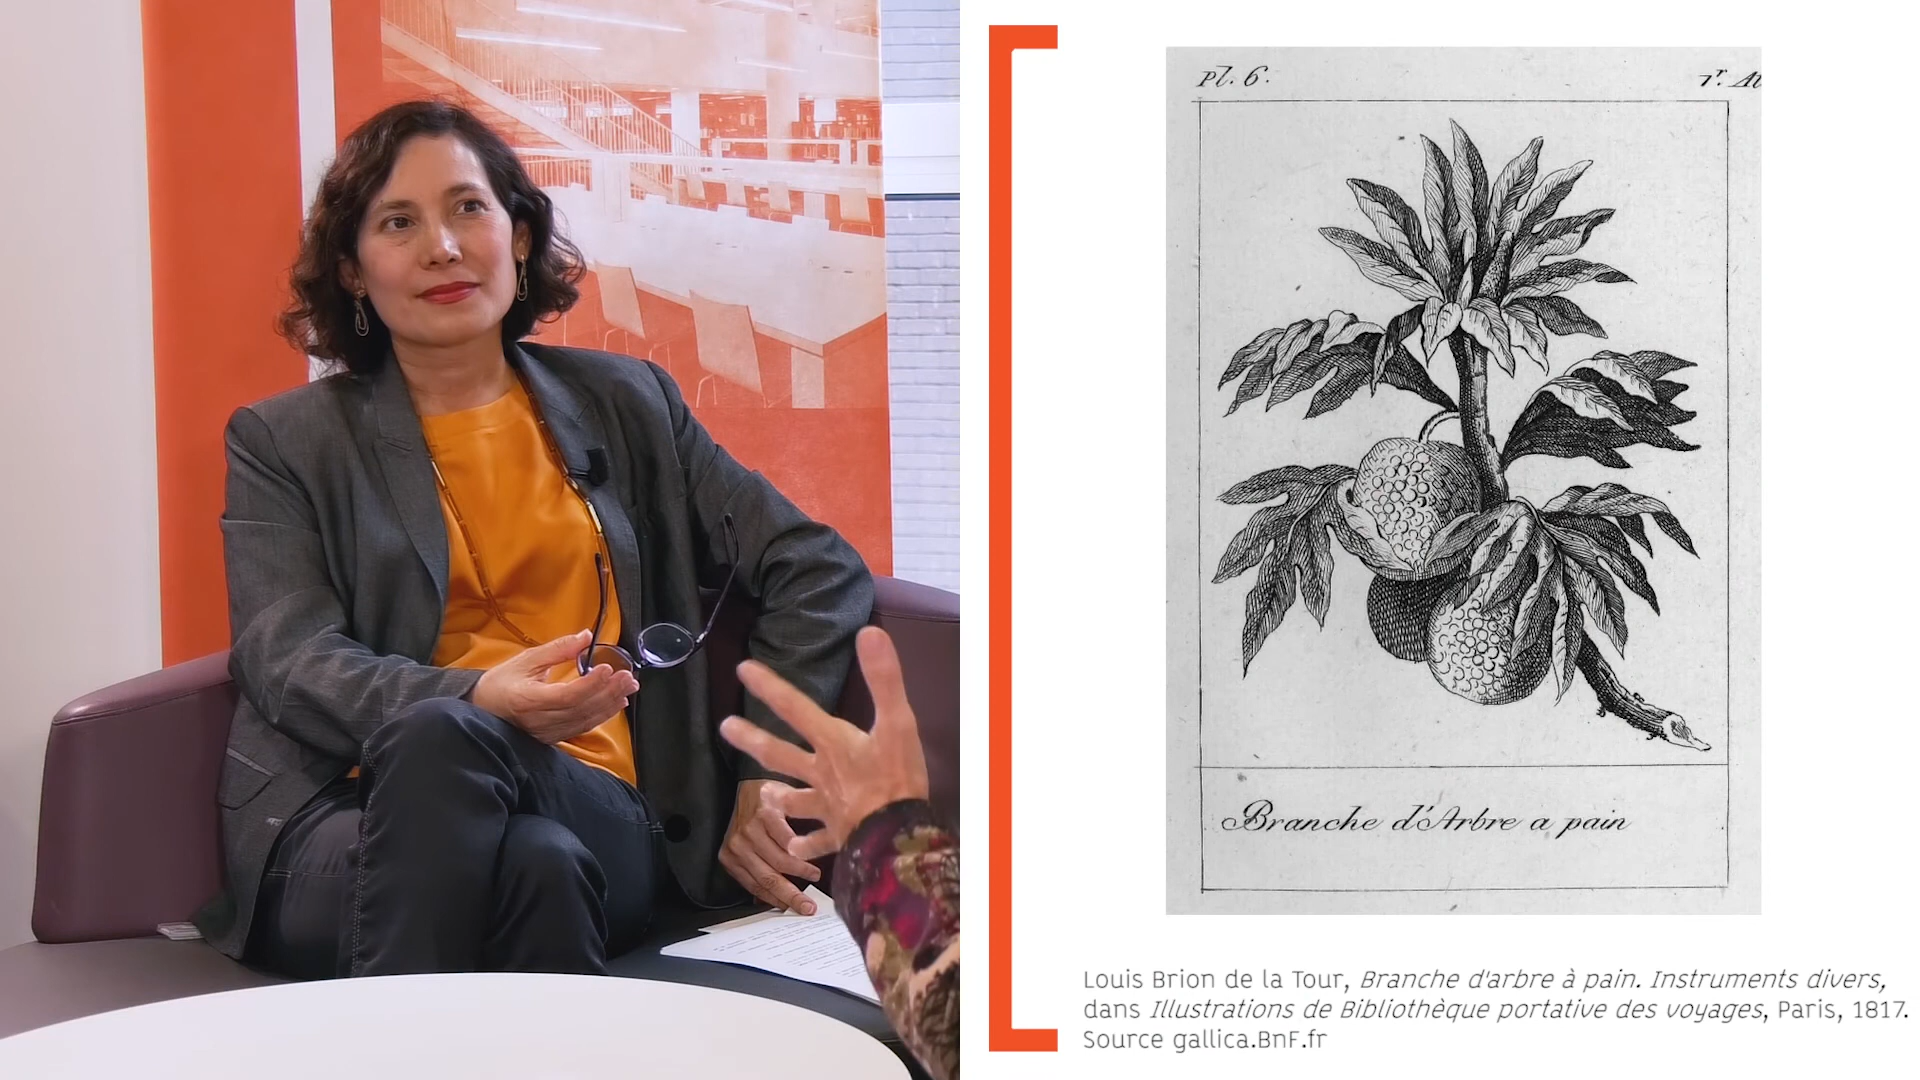 Pl. 6.
1.r
Branche d'Arbre a pain
Louis Brion de la Tour, Branche d'arbre à pain. Instruments divers,
dans Illustrations de Bibliothèque portative des voyages, Paris, 1817.
Source gallica.BnF.fr